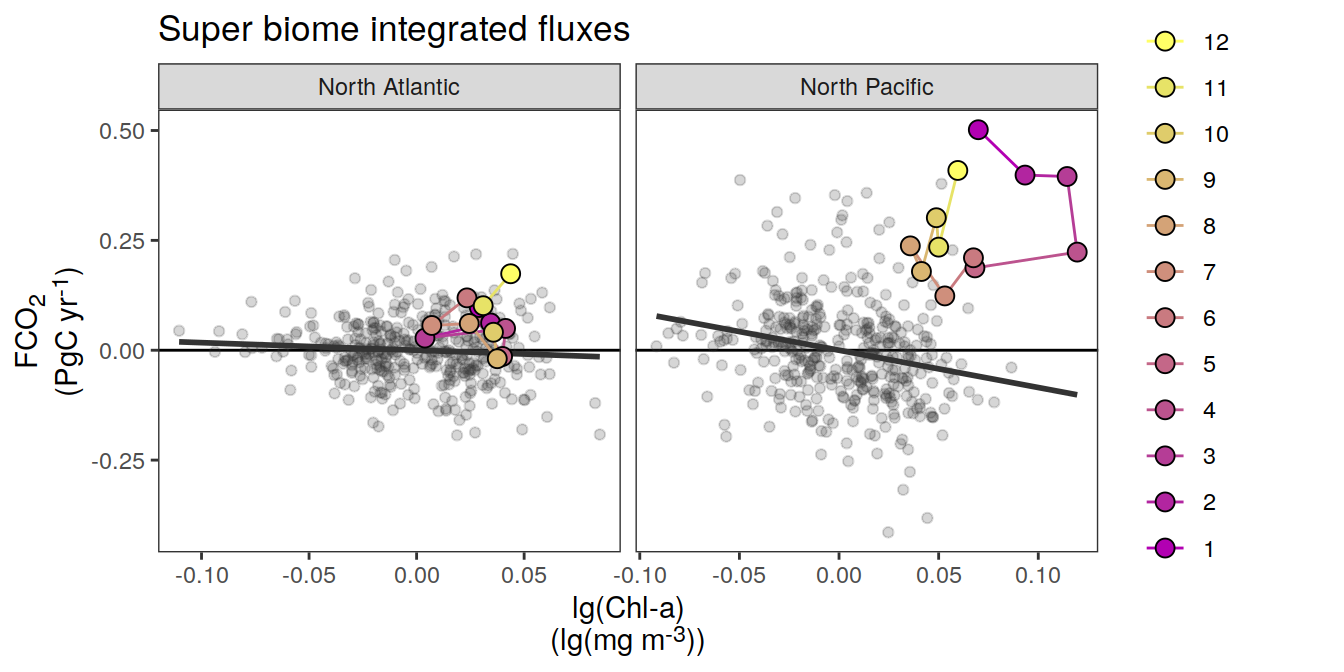 Super biome integrated fluxes
North Atlantic
North Pacific
FCO₂
(PgC yr⁻¹)
0.50
0.25
0.00
-0.25
-0.10 -0.05 0.00 0.05
-0.10 -0.05 0.00 0.05 0.10
lg(Chl-a)
(lg(mg m⁻³))
12
11
10
9
8
7
6
5
4
3
2
1